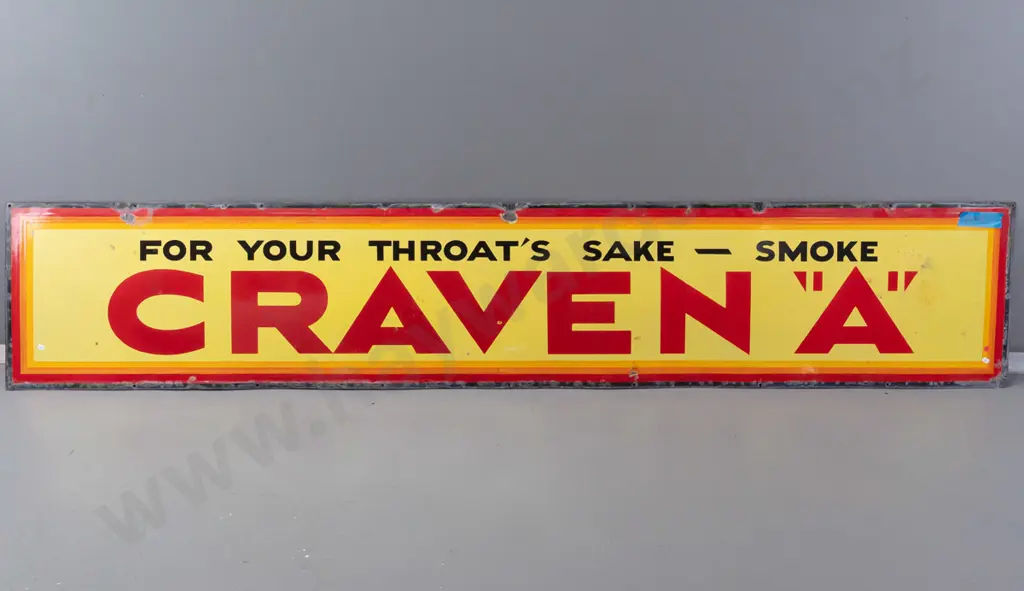 FOR YOUR THROAT'S SAKE — SMOKE
CRAVEN "A"